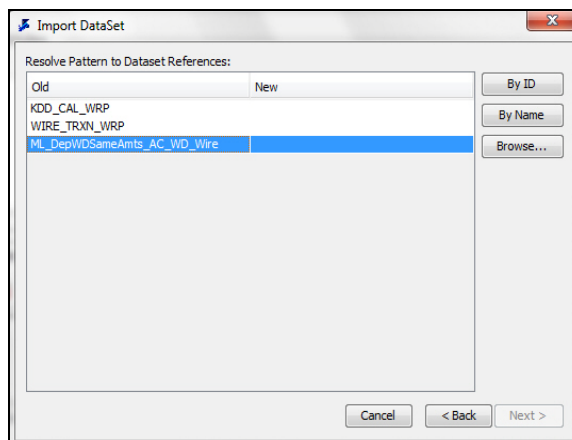 Import DataSet
x
Resolve Pattern to Dataset References:
Old New
KDD_CAL_WRP
WIRE_TRXN_WRP
ML_DepWDSameAmts_AC_WD_Wire
By ID
By Name
Browse...
Cancel < Back Next >